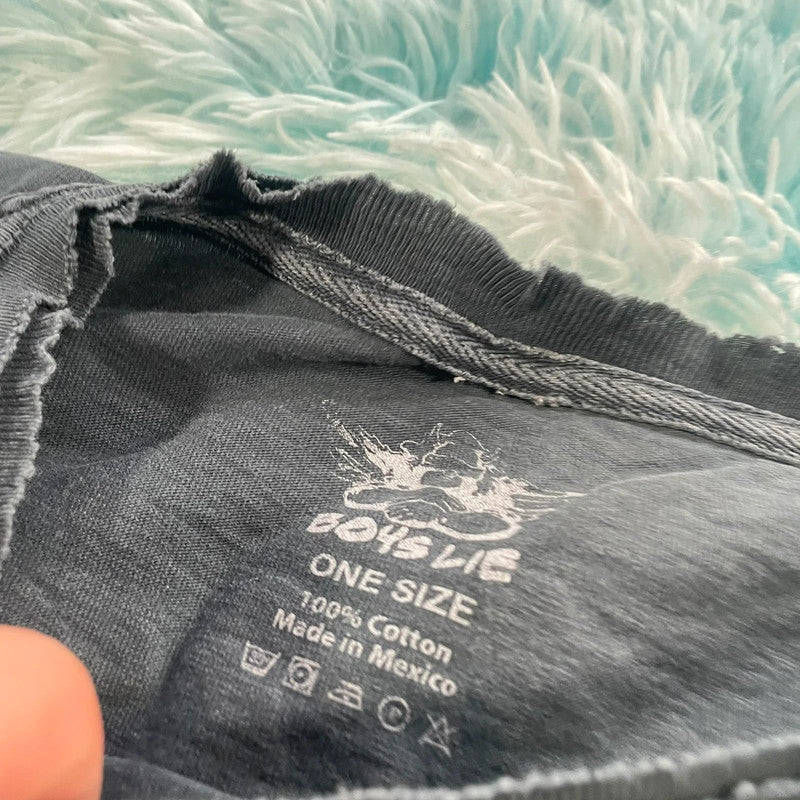 BOYS LIE
ONE SIZE
100% Cotton
Made in Mexico